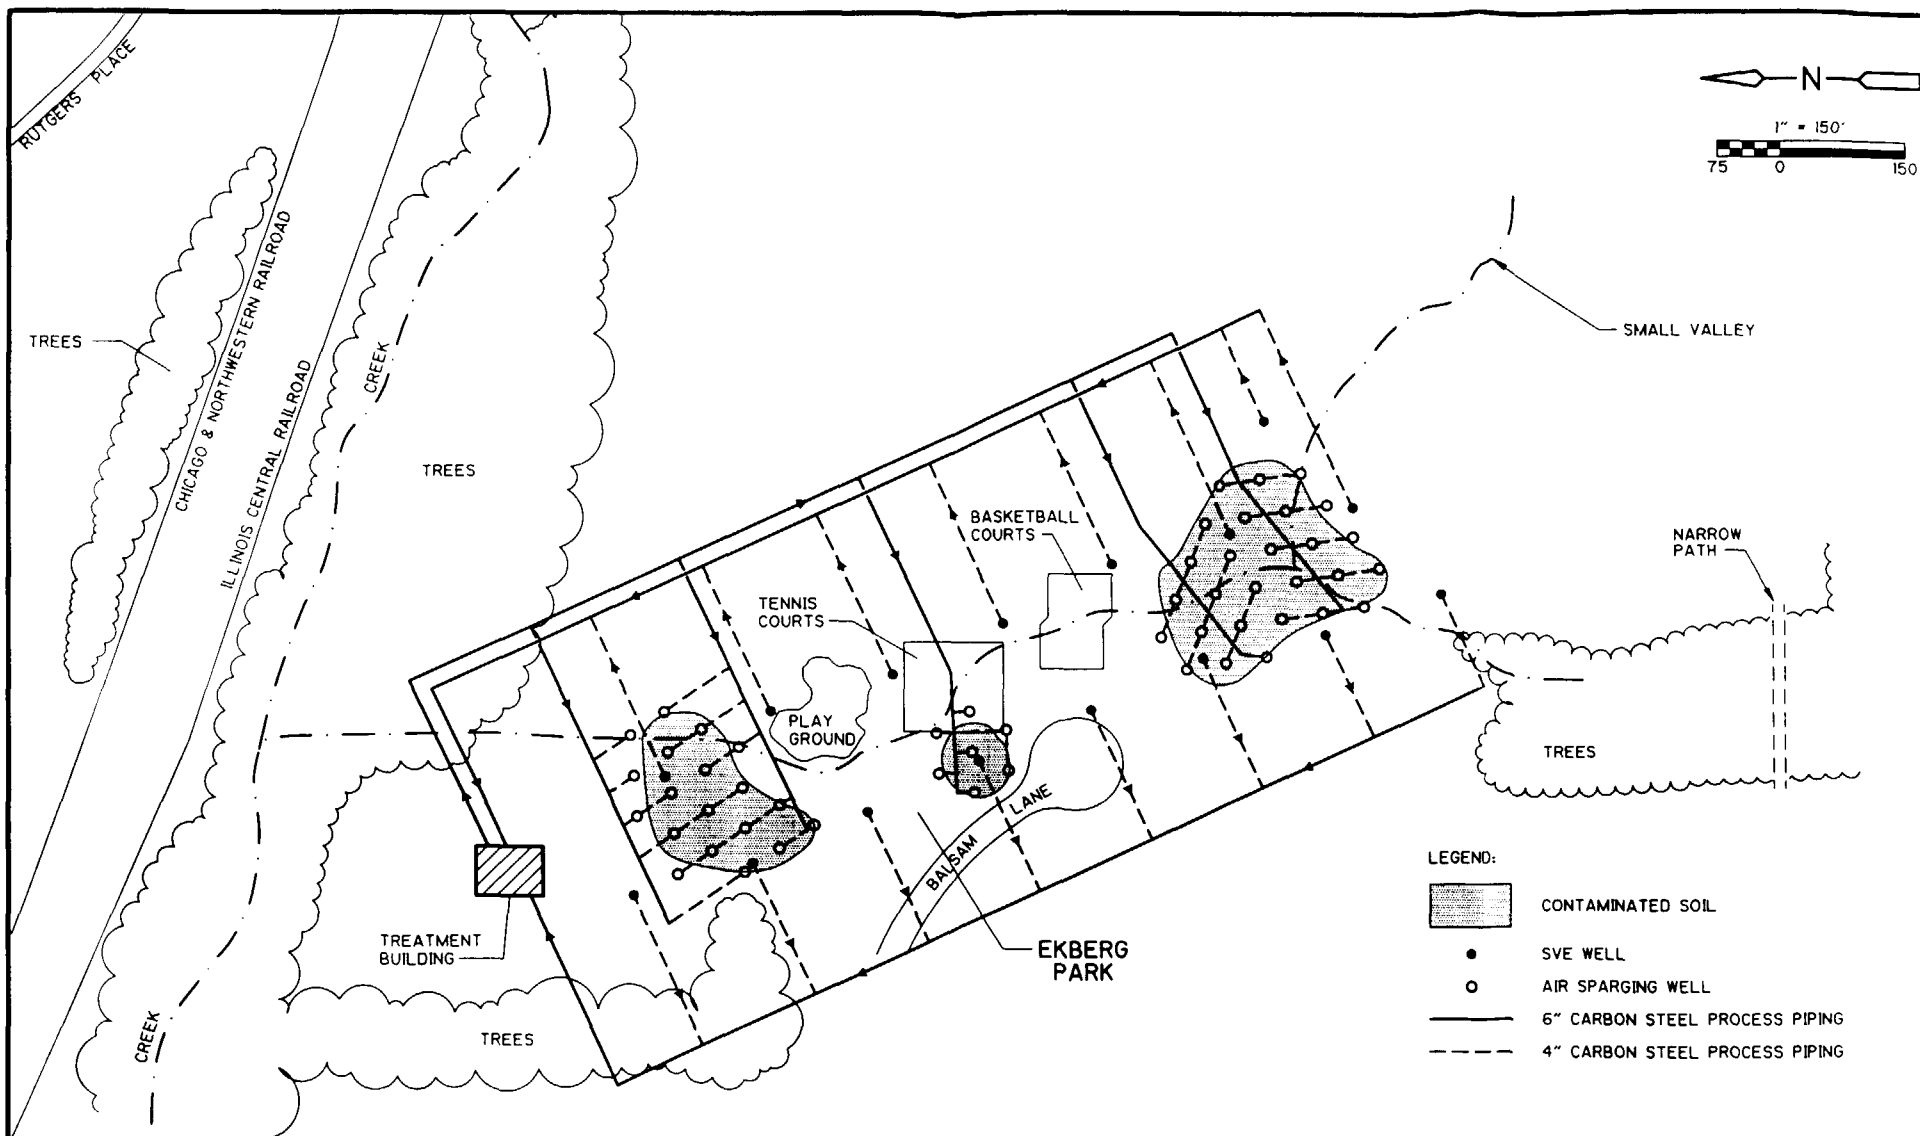 RUTGERS PLACE
N
1" = 150'
75 0 150
TREES
CHICAGO & NORTHWESTERN RAILROAD
ILLINOIS CENTRAL RAILROAD
CREEK
TREES
SMALL VALLEY
BASKETBALL
COURTS
NARROW
PATH
TENNIS
COURTS
PLAY
GROUND
TREES
BALSAM LANE
TREATMENT
BUILDING
EKBERG
PARK
CREEK
TREES
LEGEND:
CONTAMINATED SOIL
SVE WELL
AIR SPARGING WELL
6" CARBON STEEL PROCESS PIPING
4" CARBON STEEL PROCESS PIPING